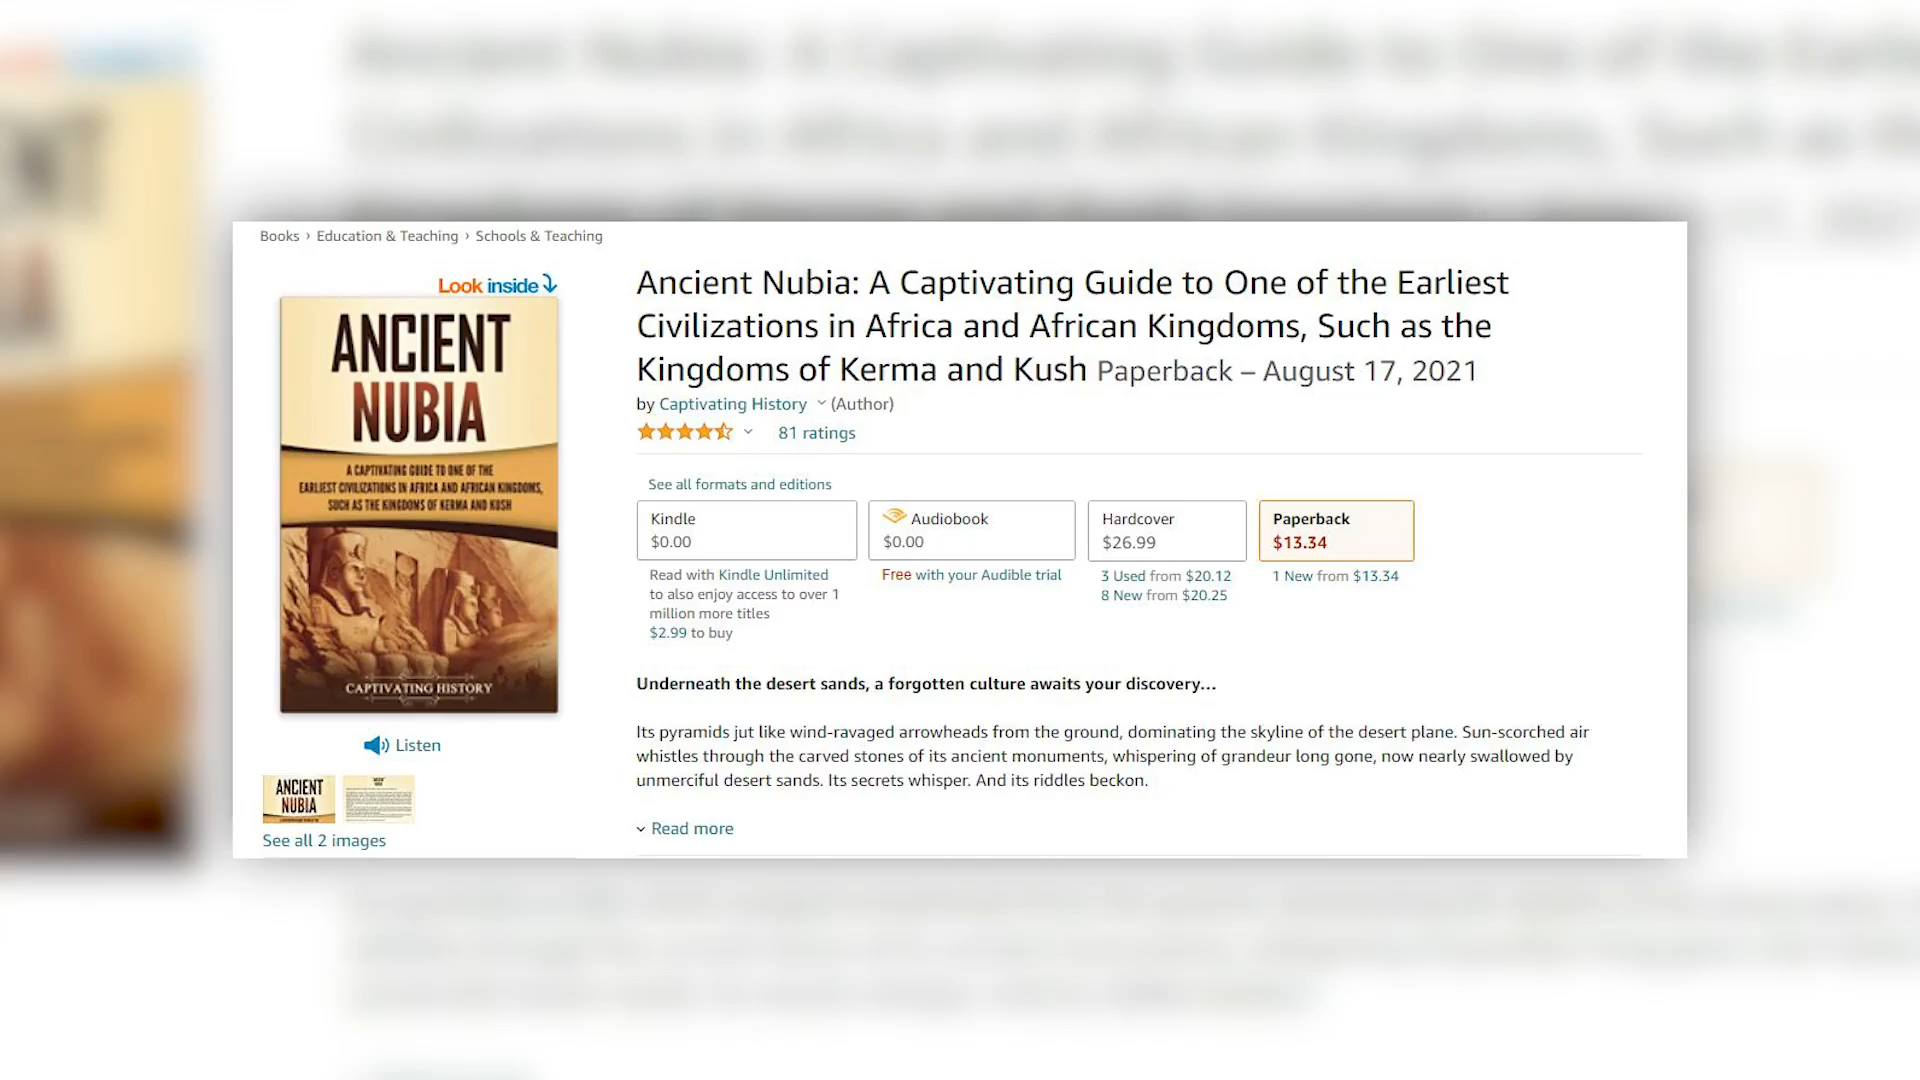 Books › Education & Teaching › Schools & Teaching
Look inside
ANCIENT
NUBIA
A CAPTIVATING GUIDE TO ONE OF THE
EARLIEST CIVILIZATIONS IN AFRICA AND AFRICAN KINGDOMS,
SUCH AS THE KINGDOMS OF KERMA AND KUSH
CAPTIVATING HISTORY
Listen
ANCIENT
NUBIA
See all 2 images
Ancient Nubia: A Captivating Guide to One of the Earliest
Civilizations in Africa and African Kingdoms, Such as the
Kingdoms of Kerma and Kush Paperback – August 17, 2021
by Captivating History (Author)
81 ratings
See all formats and editions
Kindle
$0.00
Read with Kindle Unlimited
to also enjoy access to over 1
million more titles
$2.99 to buy
Audiobook
$0.00
Free with your Audible trial
Hardcover
$26.99
3 Used from $20.12
8 New from $20.25
Paperback
$13.34
1 New from $13.34
Underneath the desert sands, a forgotten culture awaits your discovery...
Its pyramids jut like wind-ravaged arrowheads from the ground, dominating the skyline of the desert plane. Sun-scorched air
whistles through the carved stones of its ancient monuments, whispering of grandeur long gone, now nearly swallowed by
unmerciful desert sands. Its secrets whisper. And its riddles beckon.
Read more